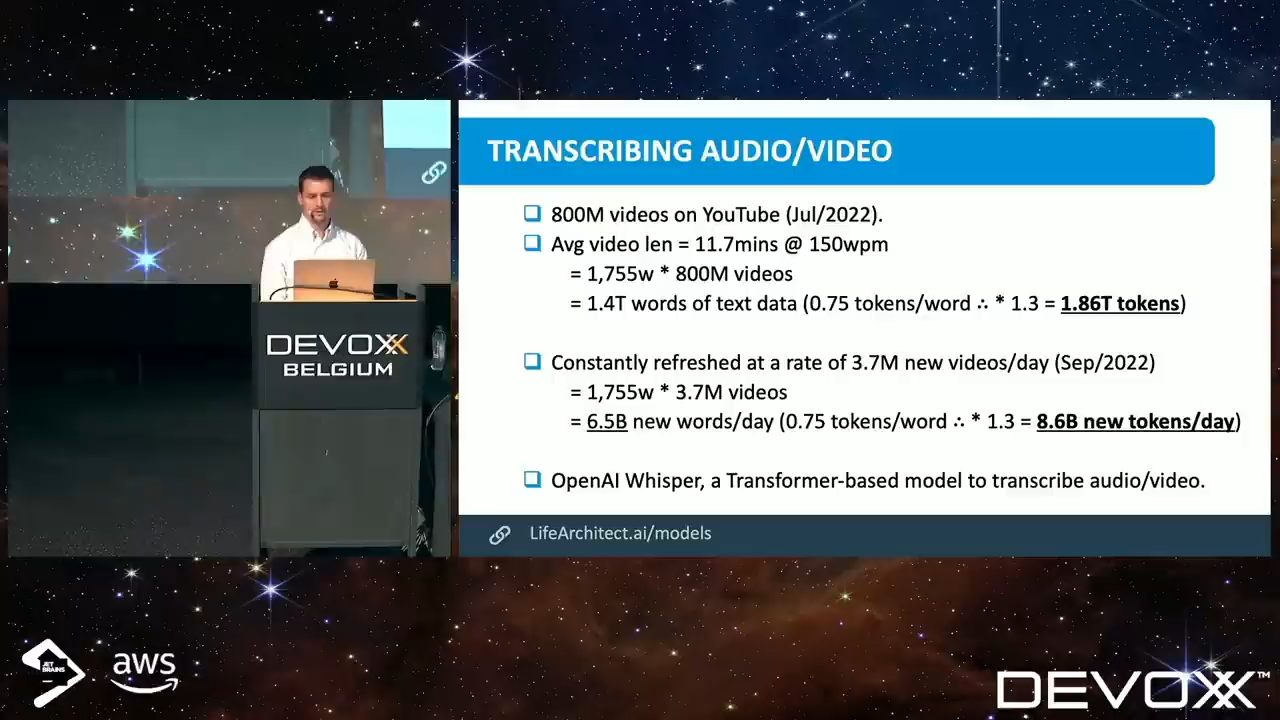 TRANSCRIBING AUDIO/VIDEO
800M videos on YouTube (Jul/2022).
Avg video len = 11.7mins @ 150wpm
= 1,755w * 800M videos
= 1.4T words of text data (0.75 tokens/word ∴ * 1.3 = 1.86T tokens)
Constantly refreshed at a rate of 3.7M new videos/day (Sep/2022)
= 1,755w * 3.7M videos
= 6.5B new words/day (0.75 tokens/word ∴ * 1.3 = 8.6B new tokens/day)
OpenAI Whisper, a Transformer-based model to transcribe audio/video.
LifeArchitect.ai/models
DEVOXX
BELGIUM
JET
BRAINS
aws
DEVOXX™